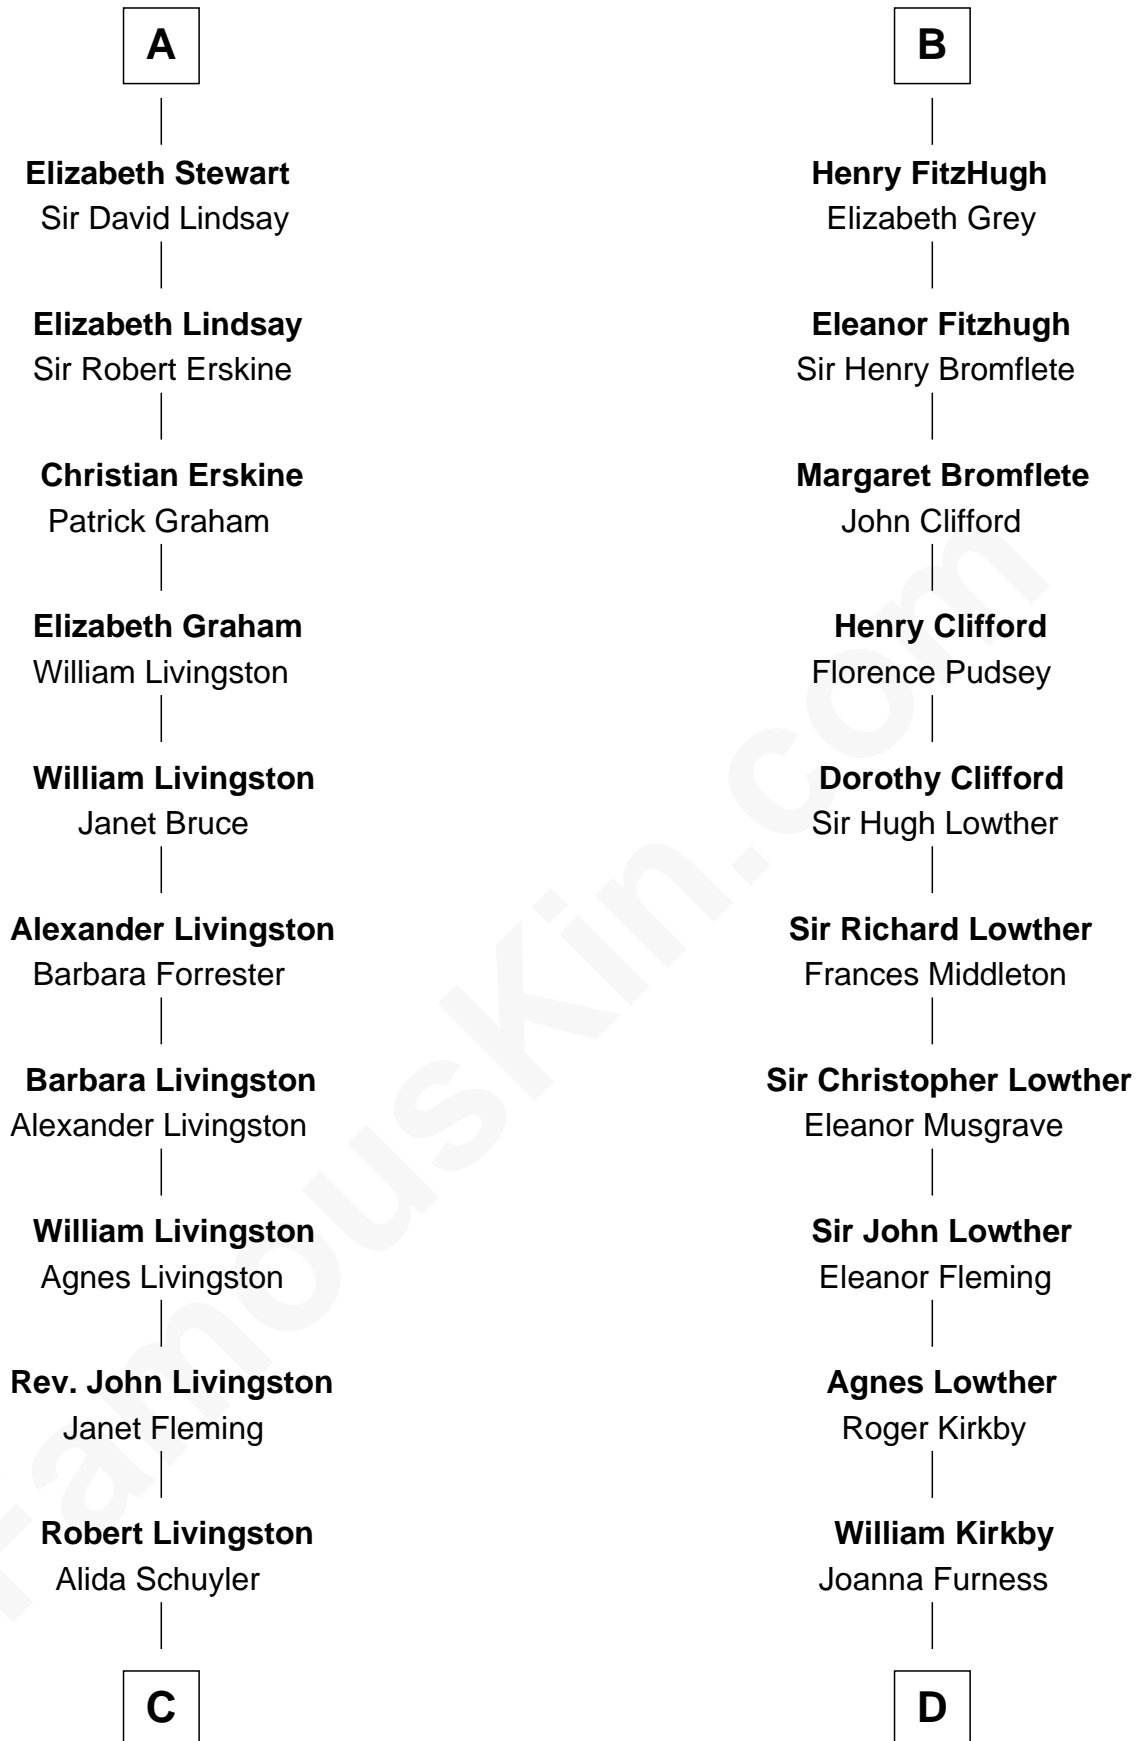 A
Elizabeth Stewart
Sir David Lindsay
Elizabeth Lindsay
Sir Robert Erskine
Christian Erskine
Patrick Graham
Elizabeth Graham
William Livingston
William Livingston
Janet Bruce
Alexander Livingston
Barbara Forrester
Barbara Livingston
Alexander Livingston
William Livingston
Agnes Livingston
Rev. John Livingston
Janet Fleming
Robert Livingston
Alida Schuyler
C
B
Henry FitzHugh
Elizabeth Grey
Eleanor Fitzhugh
Sir Henry Bromflete
Margaret Bromflete
John Clifford
Henry Clifford
Florence Pudsey
Dorothy Clifford
Sir Hugh Lowther
Sir Richard Lowther
Frances Middleton
Sir Christopher Lowther
Eleanor Musgrave
Sir John Lowther
Eleanor Fleming
Agnes Lowther
Roger Kirkby
William Kirkby
Joanna Furness
D
FamousKin.com